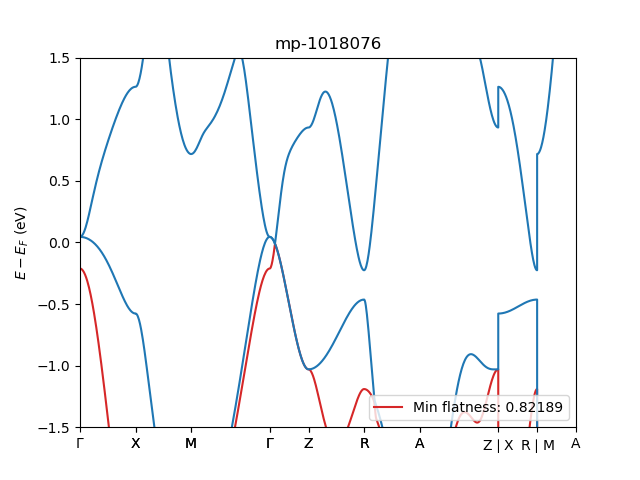 mp-1018076
1.5
1.0
0.5
0.0
−0.5
−1.0
−1.5
E − E_F (eV)
Min flatness: 0.82189
Γ X M Γ Z R A Z | X R | M A